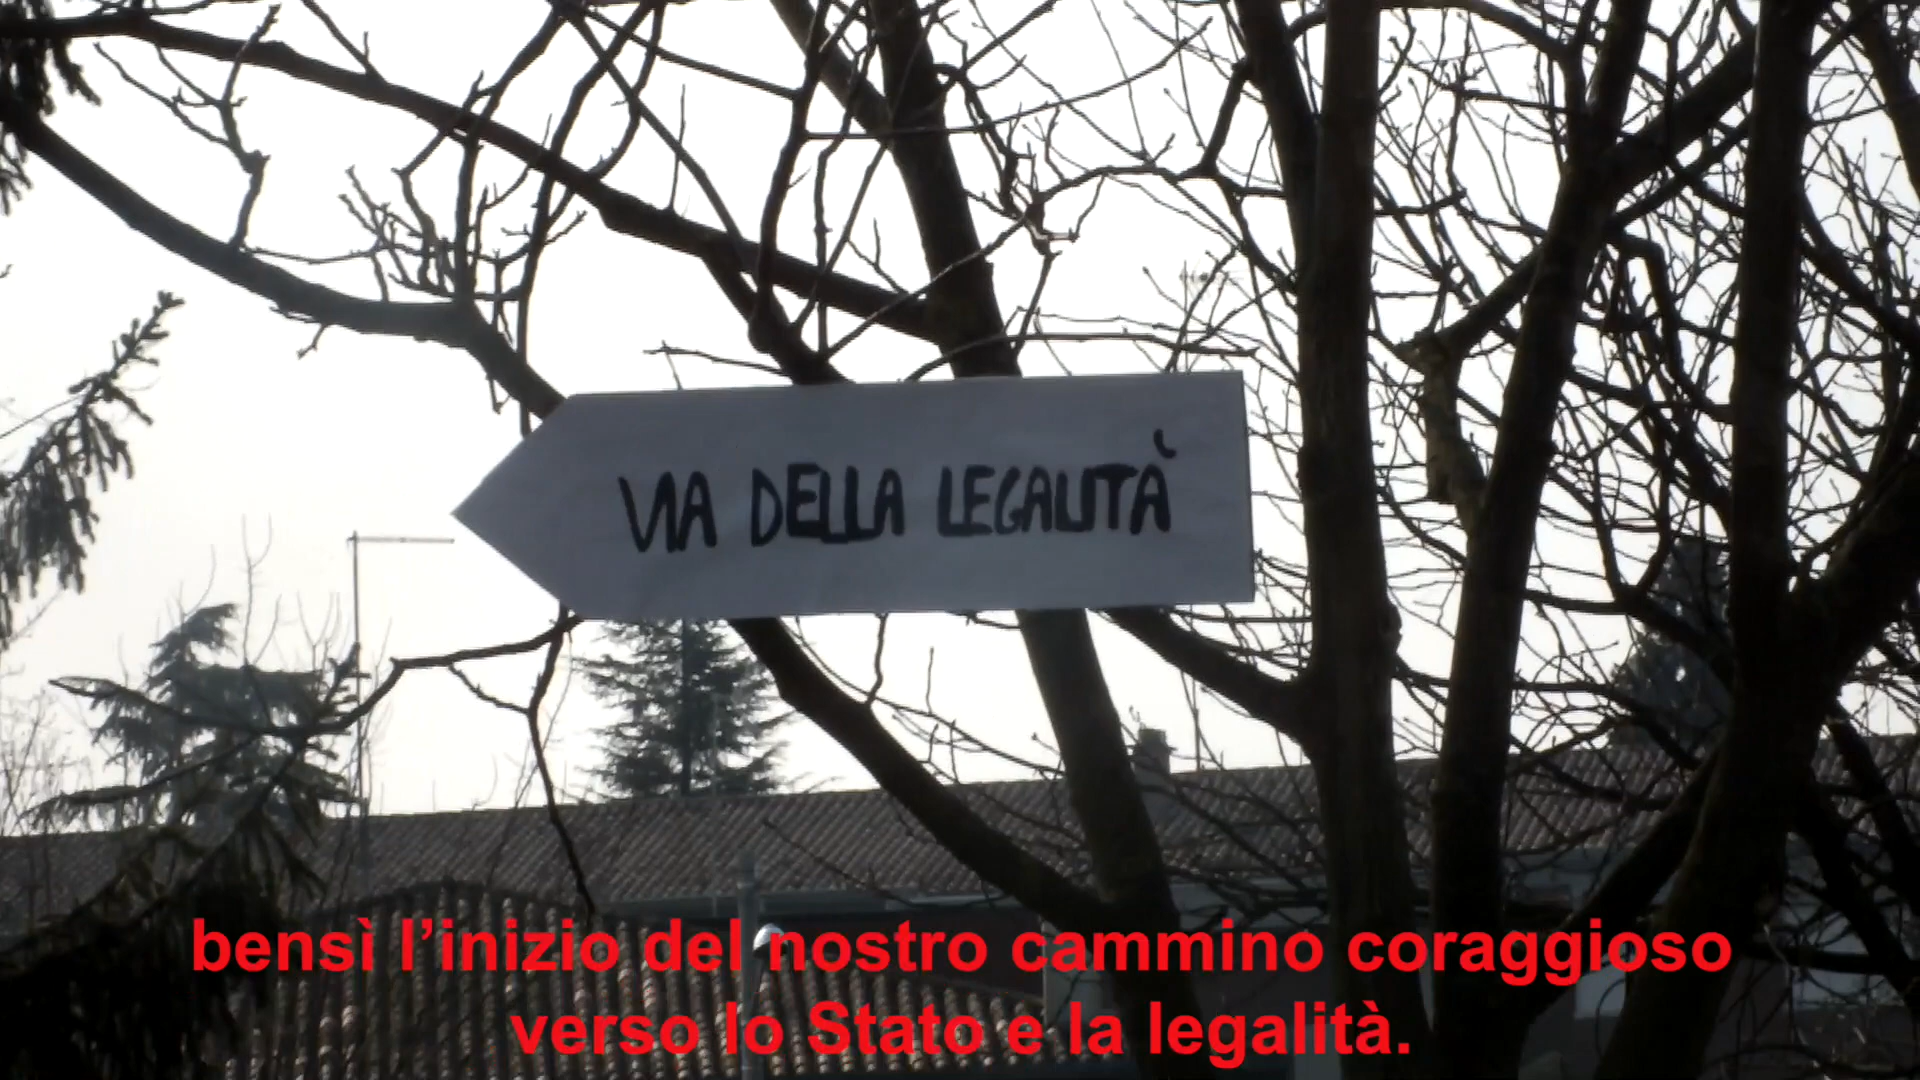 VIA DELLA LEGALITÀ
bensì l’inizio del nostro cammino coraggioso
verso lo Stato e la legalità.